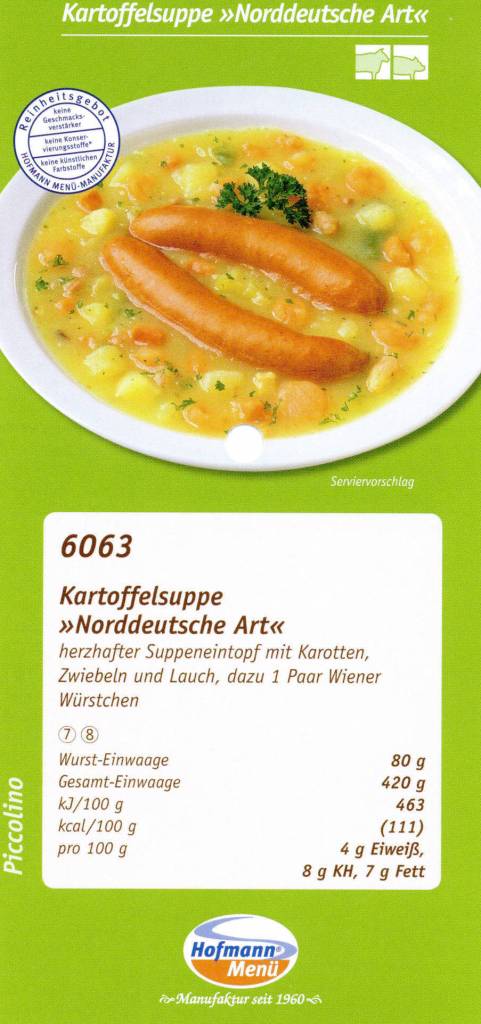 Kartoffelsuppe »Norddeutsche Art«
Reinheitsgebot
keine
Geschmacks-
verstärker
keine Konser-
vierungsstoffe*
keine künstlichen
Farbstoffe
HOFMANN MENÜ-MANUFAKTUR
Serviervorschlag
6063
Kartoffelsuppe
»Norddeutsche Art«
herzhafter Suppeneintopf mit Karotten,
Zwiebeln und Lauch, dazu 1 Paar Wiener
Würstchen
⑦ ⑧
Wurst-Einwaage 80 g
Gesamt-Einwaage 420 g
kJ/100 g 463
kcal/100 g (111)
pro 100 g 4 g Eiweiß,
8 g KH, 7 g Fett
Piccolino
Hofmann®
Menü
Manufaktur seit 1960